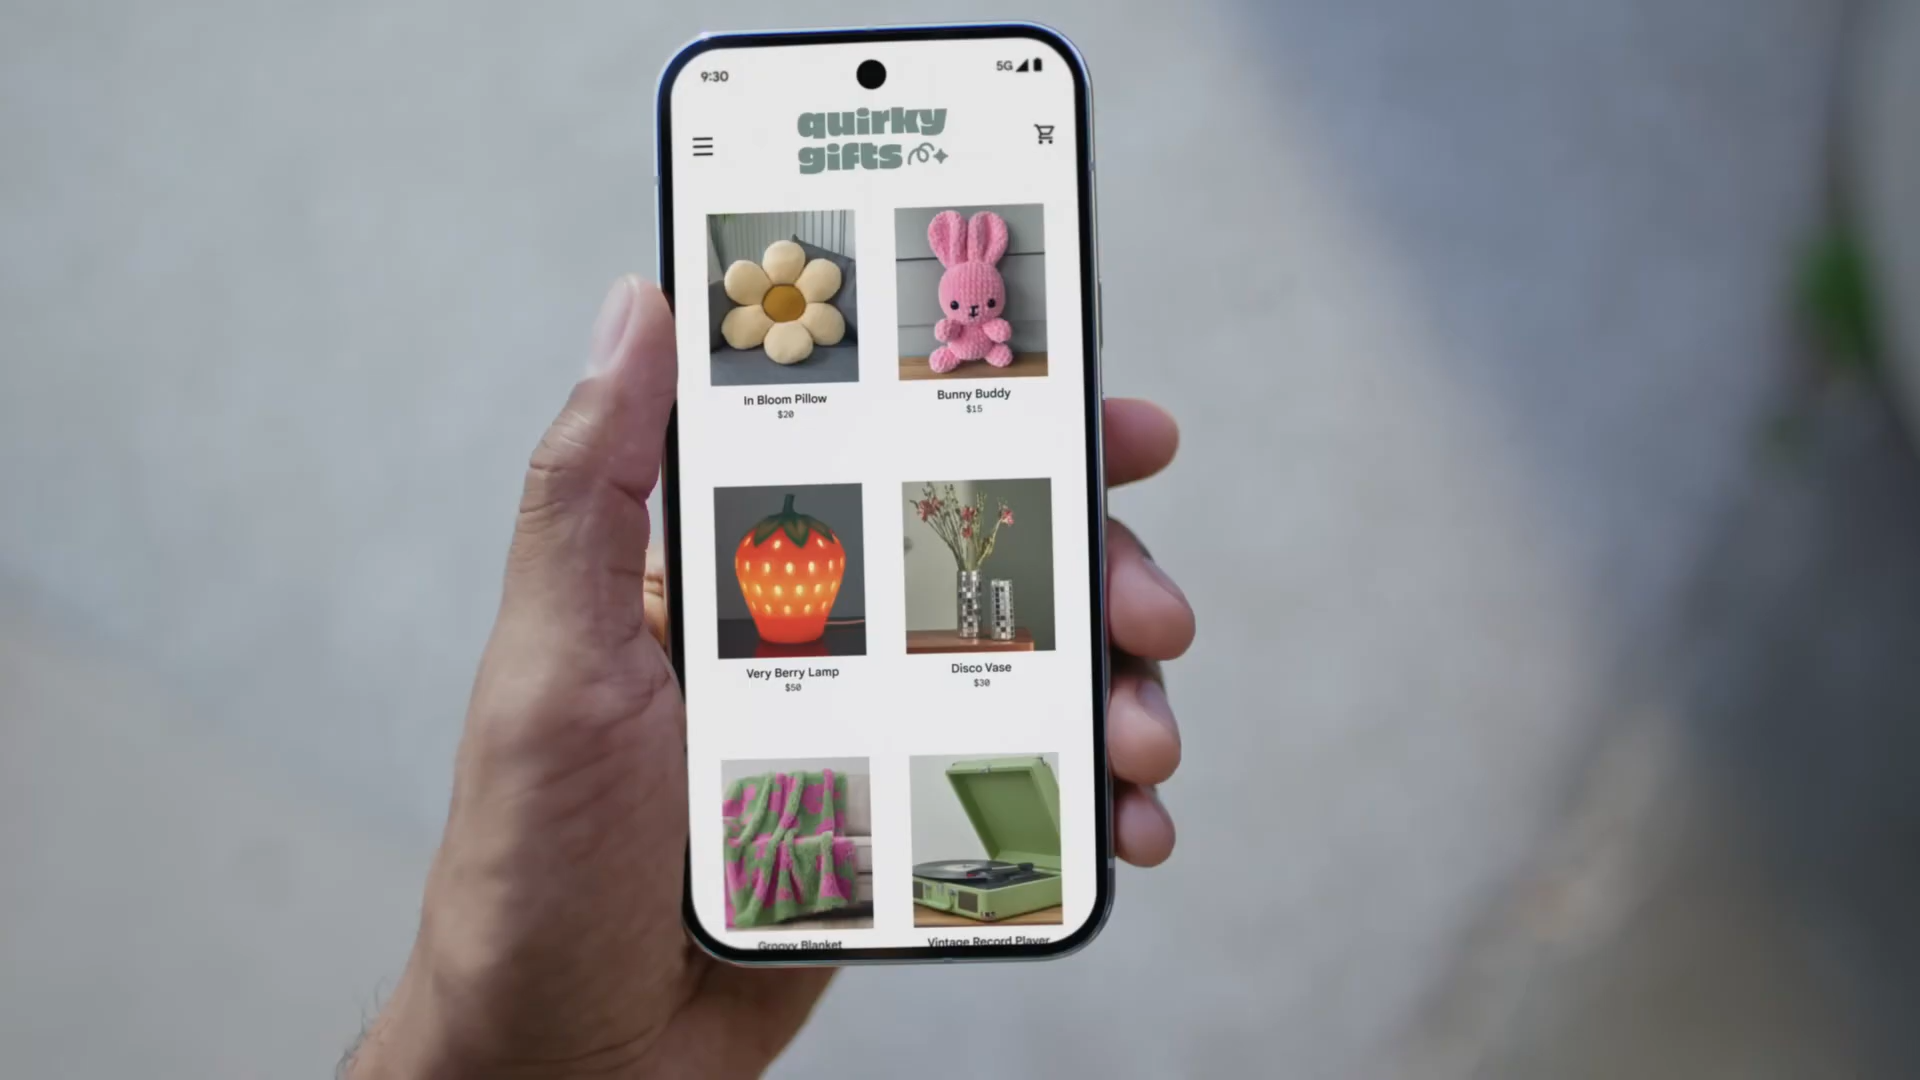 9:30
5G
quirky
gifts
In Bloom Pillow
$20
Bunny Buddy
$15
Very Berry Lamp
$50
Disco Vase
$30
Groovy Blanket
Vintage Record Player